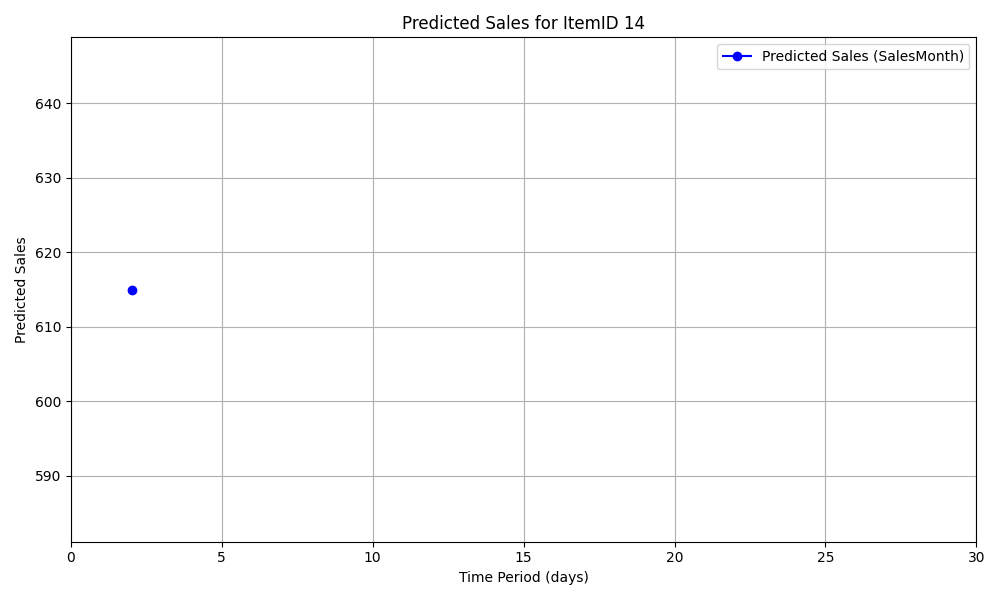 Predicted Sales for ItemID 14
Predicted Sales (SalesMonth)
Predicted Sales
640
630
620
610
600
590
0 5 10 15 20 25 30
Time Period (days)